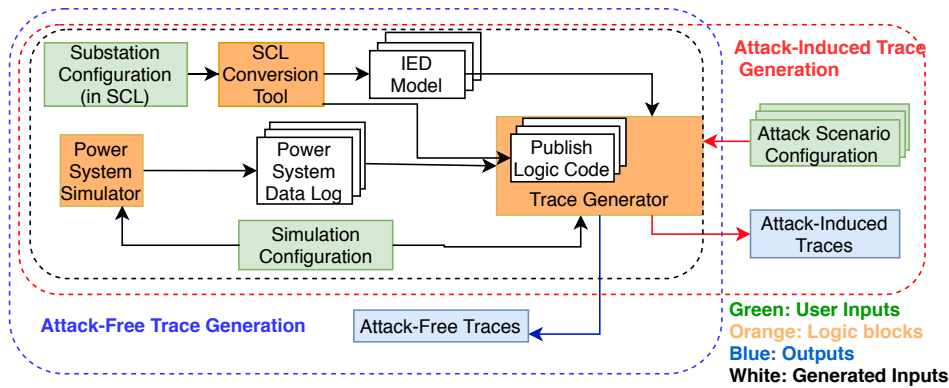 Substation
Configuration
(in SCL)
SCL
Conversion
Tool
IED
Model
Attack-Induced Trace
Generation
Power
System
Simulator
Power
System
Data Log
Publish
Logic Code
Trace Generator
Attack Scenario
Configuration
Simulation
Configuration
Attack-Induced
Traces
Attack-Free Trace Generation
Attack-Free Traces
Green: User Inputs
Orange: Logic blocks
Blue: Outputs
White: Generated Inputs